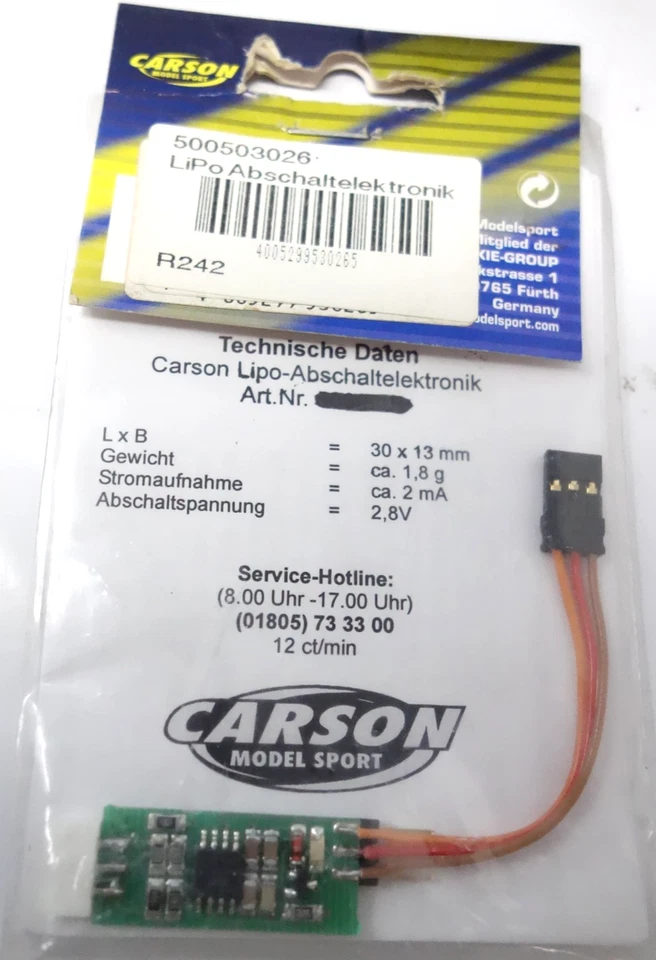 CARSON
MODEL SPORT
500503026
LiPo Abschaltelektronik
4005299530265
R242
Modelsport
Mitglied der
KIE-GROUP
kstrasse 1
765 Fürth
Germany
odelsport.com
Technische Daten
Carson Lipo-Abschaltelektronik
Art.Nr.
L x B = 30 x 13 mm
Gewicht = ca. 1,8 g
Stromaufnahme = ca. 2 mA
Abschaltspannung = 2,8V
Service-Hotline:
(8.00 Uhr -17.00 Uhr)
(01805) 73 33 00
12 ct/min
CARSON
MODEL SPORT